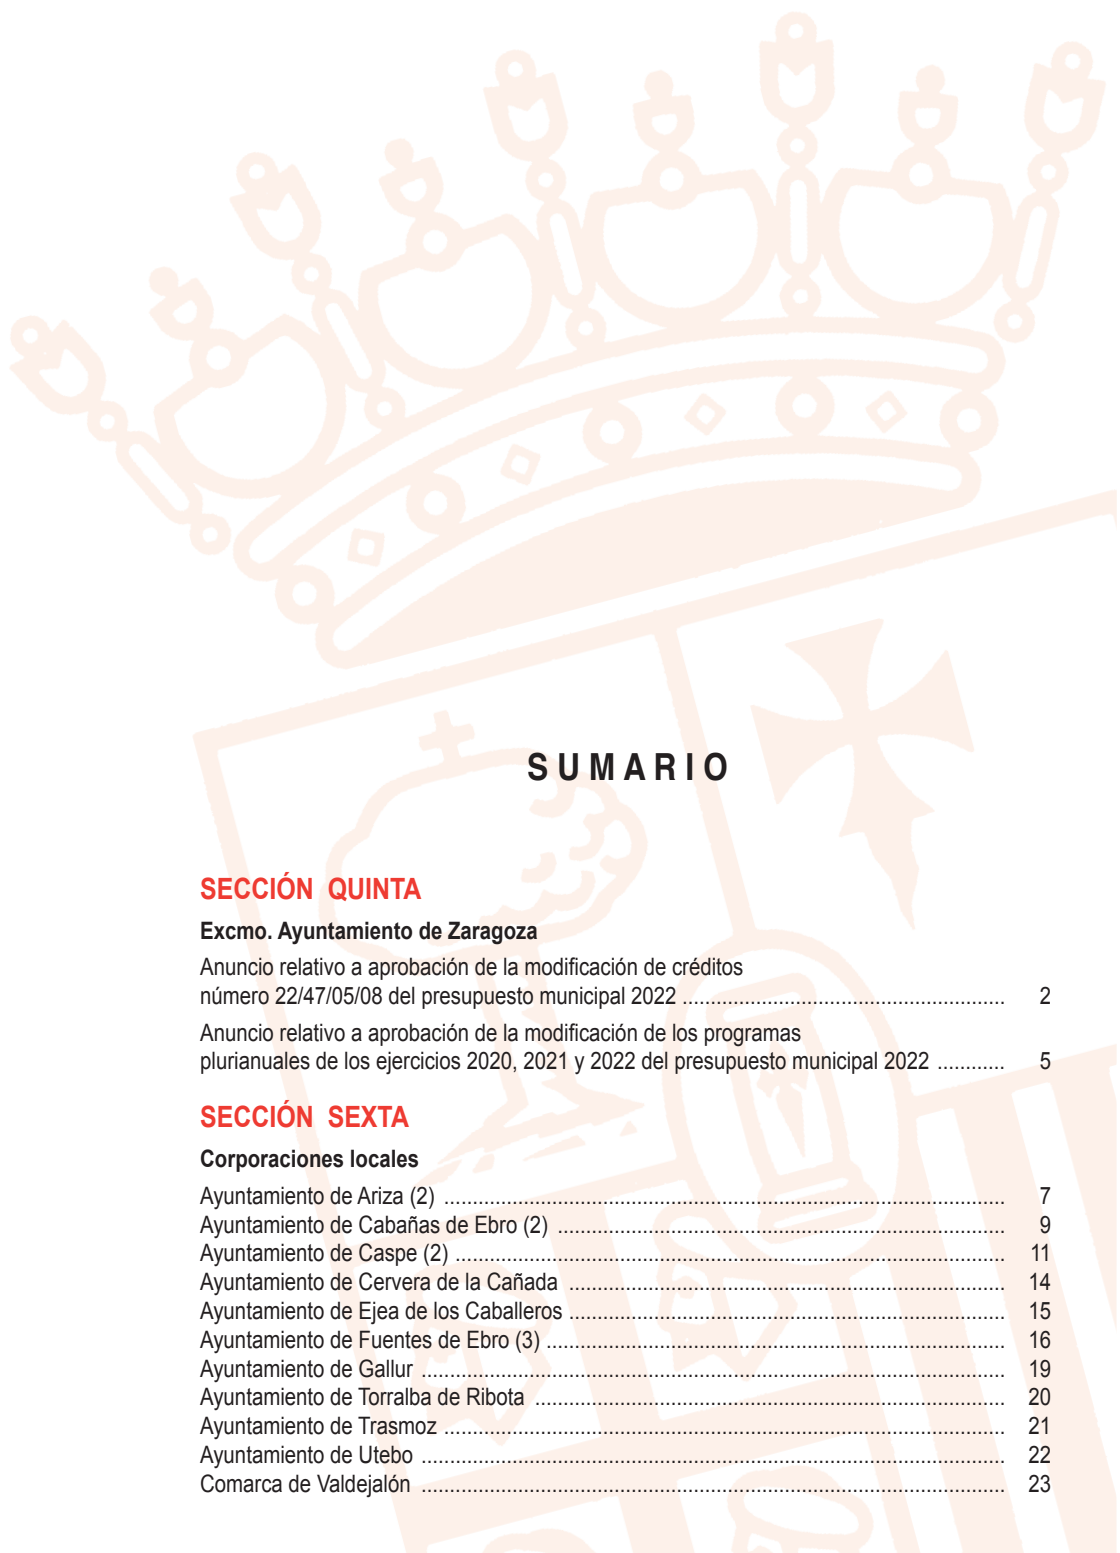 SUMARIO
SECCIÓN QUINTA
Excmo. Ayuntamiento de Zaragoza
Anuncio relativo a aprobación de la modificación de créditos
número 22/47/05/08 del presupuesto municipal 2022 ........................................................ 2
Anuncio relativo a aprobación de la modificación de los programas
plurianuales de los ejercicios 2020, 2021 y 2022 del presupuesto municipal 2022 ............ 5
SECCIÓN SEXTA
Corporaciones locales
Ayuntamiento de Ariza (2) ................................................................................................. 7
Ayuntamiento de Cabañas de Ebro (2) ............................................................................. 9
Ayuntamiento de Caspe (2) ............................................................................................... 11
Ayuntamiento de Cervera de la Cañada ........................................................................... 14
Ayuntamiento de Ejea de los Caballeros ........................................................................... 15
Ayuntamiento de Fuentes de Ebro (3) ............................................................................... 16
Ayuntamiento de Gallur ..................................................................................................... 19
Ayuntamiento de Torralba de Ribota ................................................................................. 20
Ayuntamiento de Trasmoz ................................................................................................. 21
Ayuntamiento de Utebo ..................................................................................................... 22
Comarca de Valdejalón ..................................................................................................... 23